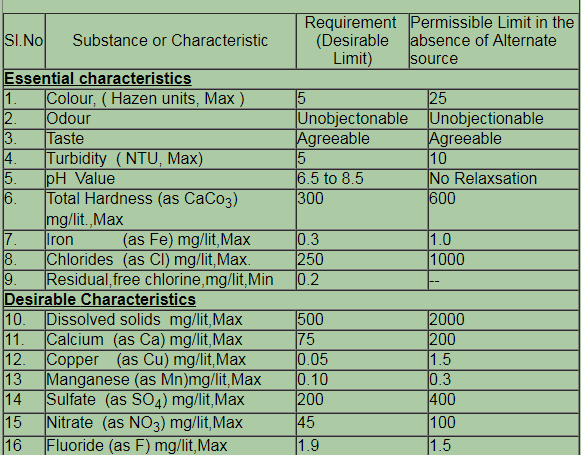 Sl.No Substance or Characteristic Requirement (Desirable Limit) Permissible Limit in the absence of Alternate source
Essential characteristics
1. Colour, ( Hazen units, Max ) 5 25
2. Odour Unobjectonable Unobjectionable
3. Taste Agreeable Agreeable
4. Turbidity ( NTU, Max) 5 10
5. pH Value 6.5 to 8.5 No Relaxsation
6. Total Hardness (as CaCo3) mg/lit.,Max 300 600
7. Iron (as Fe) mg/lit,Max 0.3 1.0
8. Chlorides (as Cl) mg/lit,Max. 250 1000
9. Residual,free chlorine,mg/lit,Min 0.2 --
Desirable Characteristics
10. Dissolved solids mg/lit,Max 500 2000
11. Calcium (as Ca) mg/lit,Max 75 200
12. Copper (as Cu) mg/lit,Max 0.05 1.5
13 Manganese (as Mn)mg/lit,Max 0.10 0.3
14 Sulfate (as SO4) mg/lit,Max 200 400
15 Nitrate (as NO3) mg/lit,Max 45 100
16 Fluoride (as F) mg/lit,Max 1.9 1.5